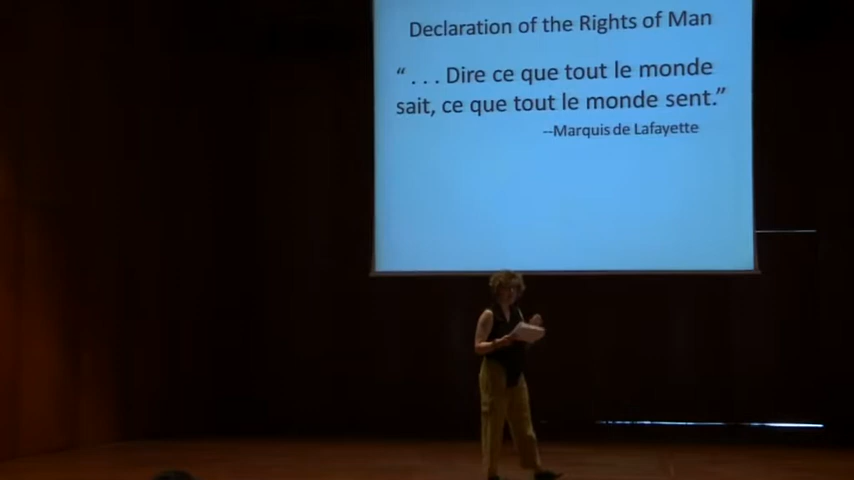 Declaration of the Rights of Man
“ . . . Dire ce que tout le monde
sait, ce que tout le monde sent.”
--Marquis de Lafayette